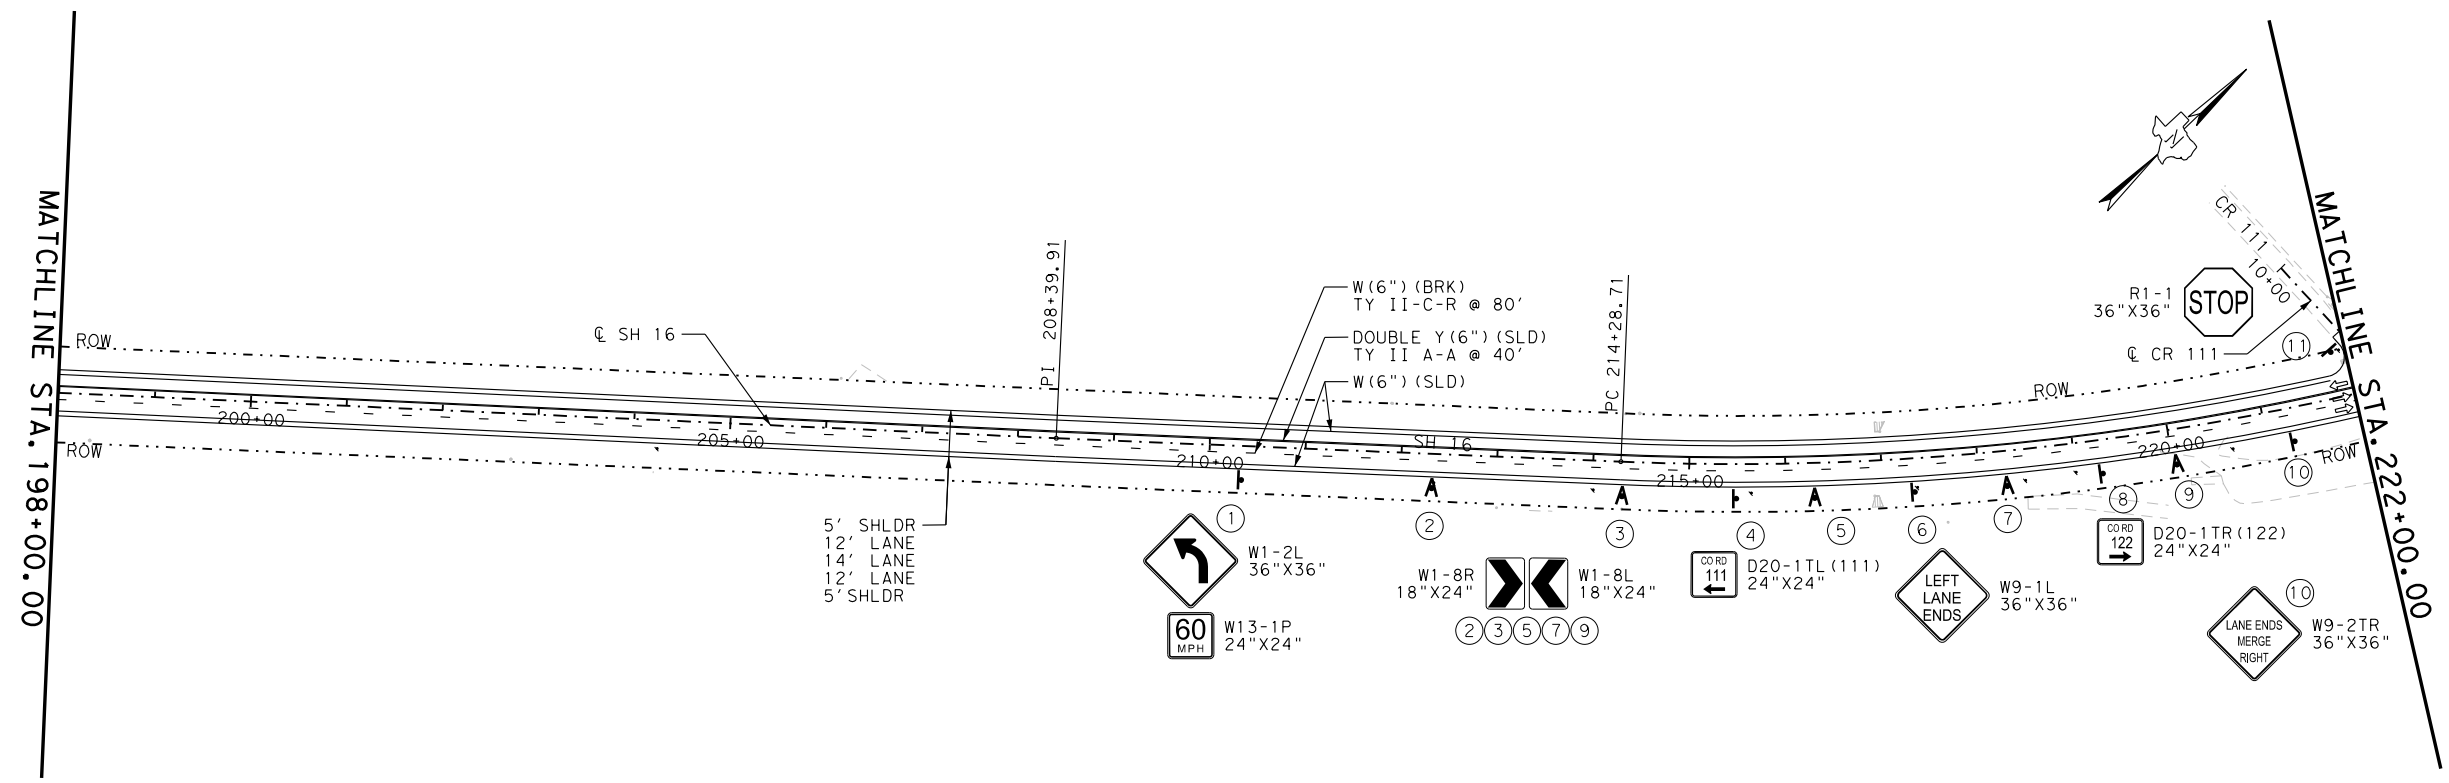 MATCHLINE STA. 198+00.00
ROW
ROW
200+00
℄ SH 16
205+00
5' SHLDR
12' LANE
14' LANE
12' LANE
5'SHLDR
PI 208+39.91
210+00
W(6")(BRK)
TY II-C-R @ 80'
DOUBLE Y(6")(SLD)
TY II A-A @ 40'
W(6")(SLD)
SH 16
PC 214+28.71
215+00
220+00
ROW
ROW
CR 111
10+00
R1-1
36"X36"
STOP
℄ CR 111
11
MATCHLINE STA. 222+00.00
1
2
3
4
5
6
7
8
9
10
W1-2L
36"X36"
60
MPH
W13-1P
24"X24"
W1-8R
18"X24"
W1-8L
18"X24"
2 3 5 7 9
CO RD
111
D20-1TL(111)
24"X24"
LEFT
LANE
ENDS
W9-1L
36"X36"
CO RD
122
D20-1TR(122)
24"X24"
10
LANE ENDS
MERGE
RIGHT
W9-2TR
36"X36"